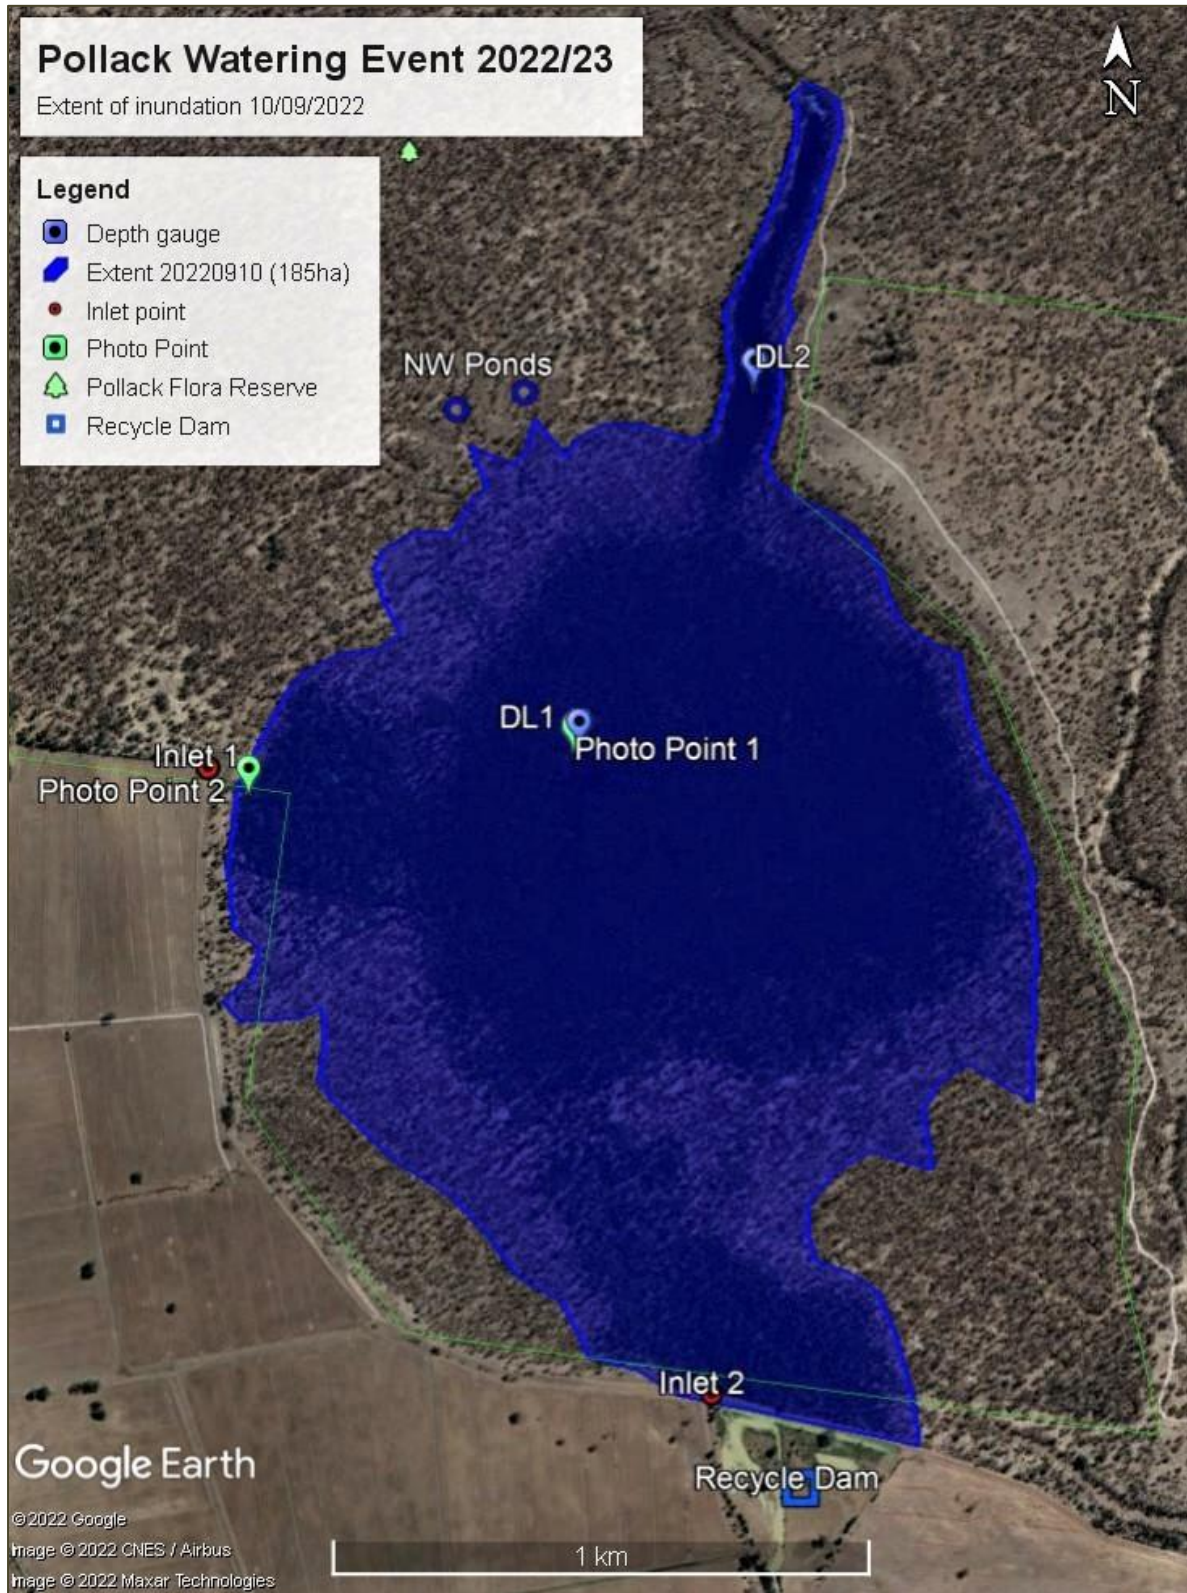 Pollack Watering Event 2022/23
Extent of inundation 10/09/2022
N
Legend
Depth gauge
Extent 20220910 (185ha)
Inlet point
Photo Point
Pollack Flora Reserve
Recycle Dam
NW Ponds
DL2
DL1
Photo Point 1
Inlet 1
Photo Point 2
Inlet 2
Recycle Dam
Google Earth
©2022 Google
Image © 2022 CNES / Airbus
Image © 2022 Maxar Technologies
1 km